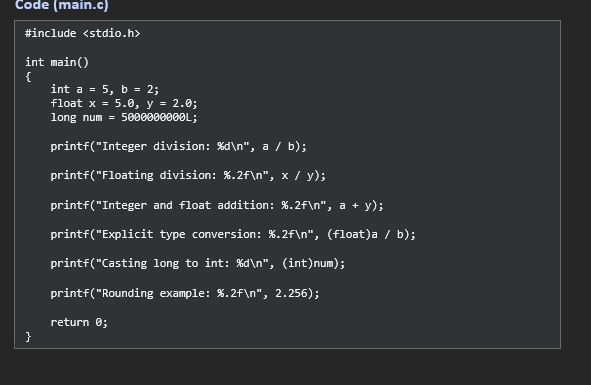 Code (main.c)
#include <stdio.h>
int main()
{
int a = 5, b = 2;
float x = 5.0, y = 2.0;
long num = 5000000000L;
printf("Integer division: %d\n", a / b);
printf("Floating division: %.2f\n", x / y);
printf("Integer and float addition: %.2f\n", a + y);
printf("Explicit type conversion: %.2f\n", (float)a / b);
printf("Casting long to int: %d\n", (int)num);
printf("Rounding example: %.2f\n", 2.256);
return 0;
}